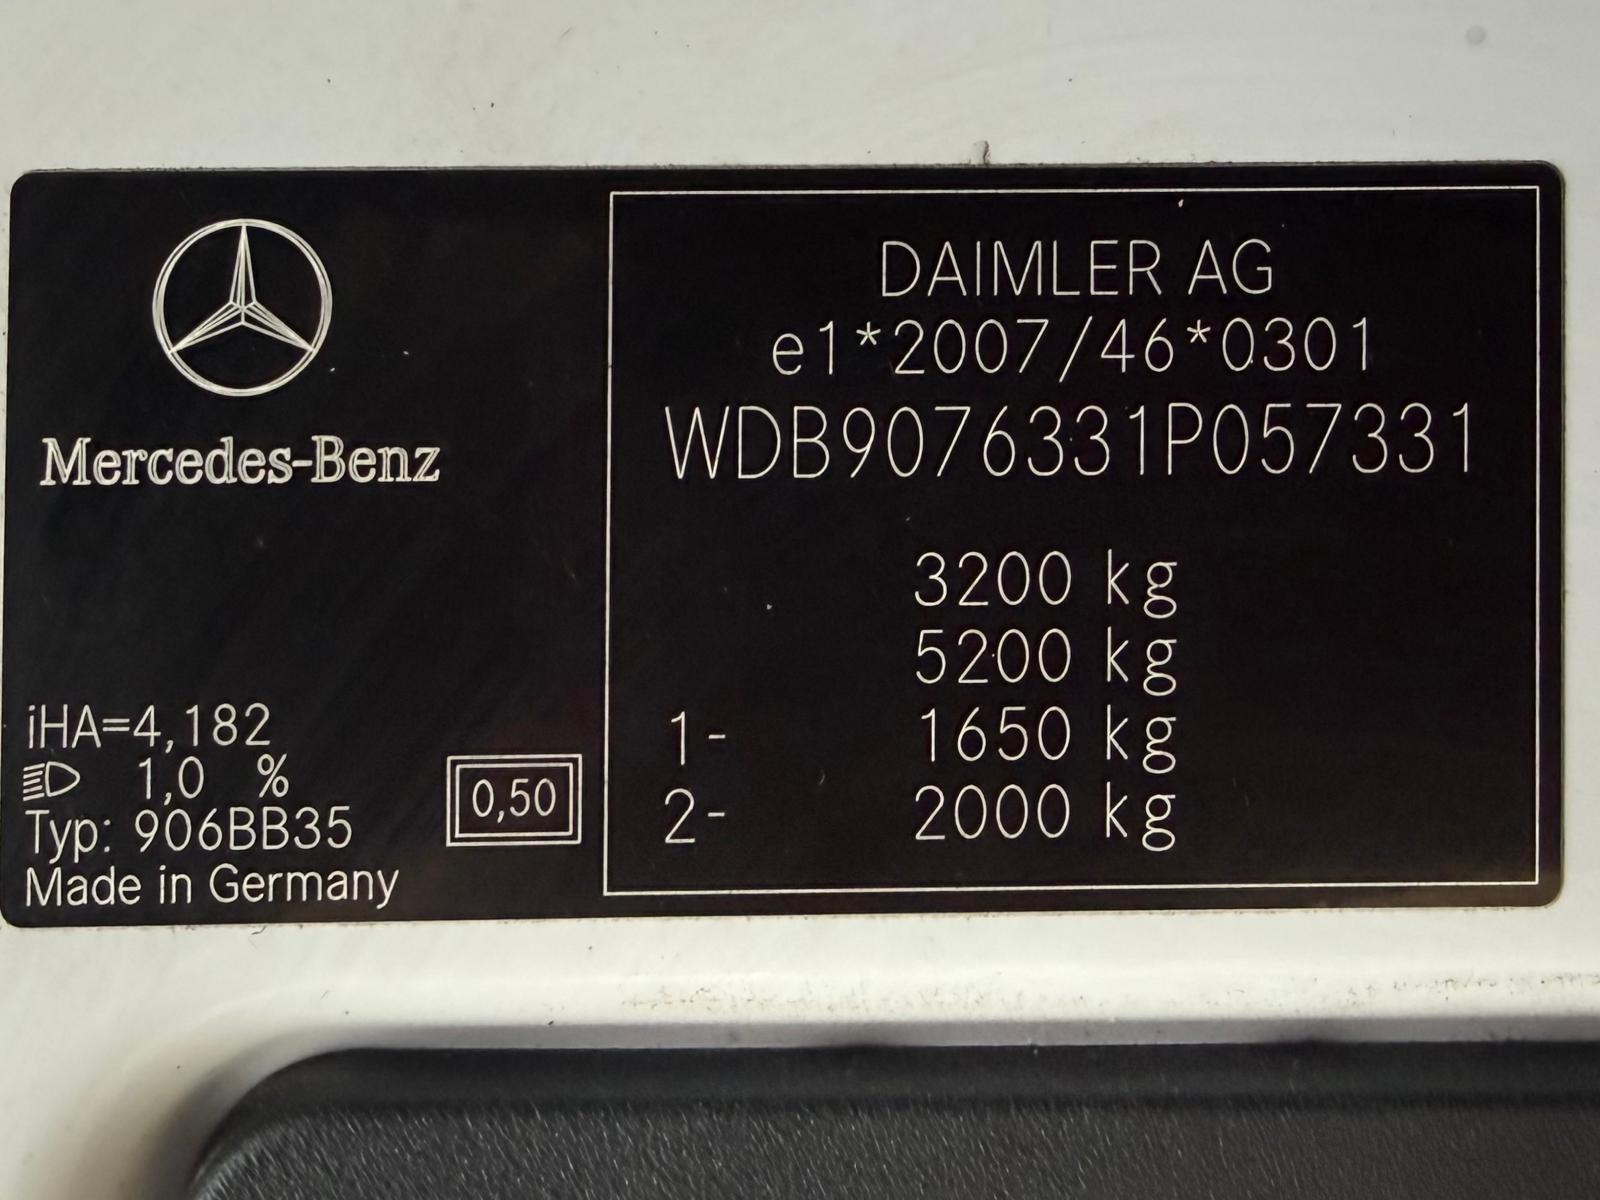 Mercedes-Benz
iHA=4,182
1,0 %
Typ: 906BB35
Made in Germany
0,50
DAIMLER AG
e1*2007/46*0301
WDB9076331P057331
3200 kg
5200 kg
1- 1650 kg
2- 2000 kg